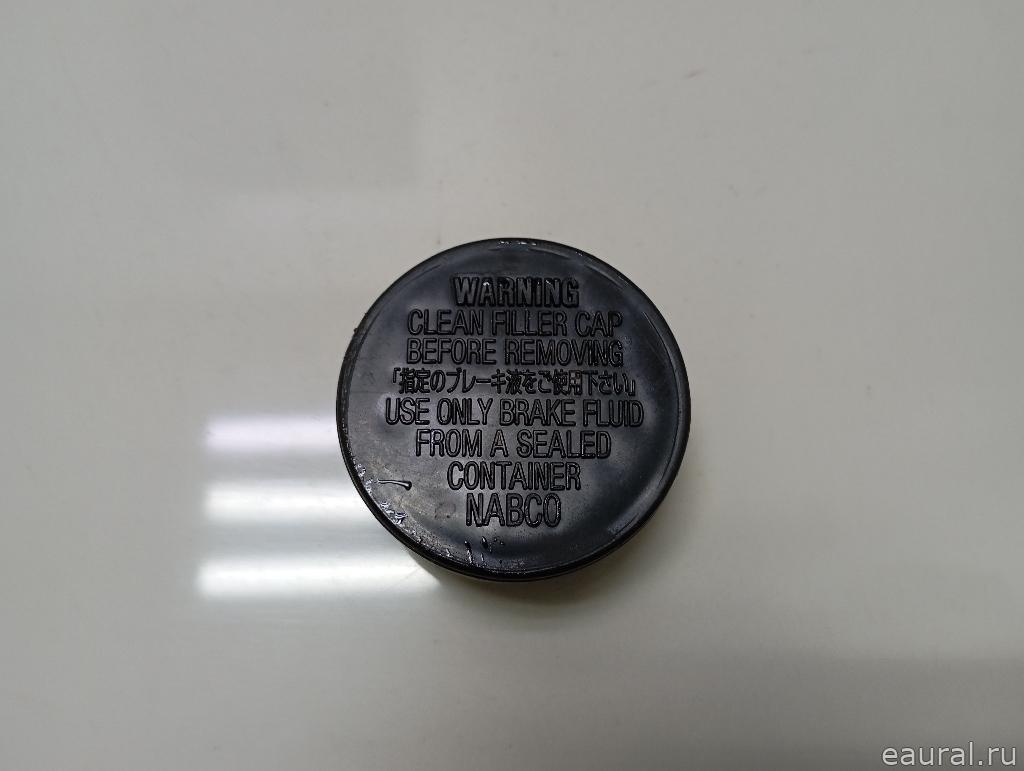 WARNING
CLEAN FILLER CAP
BEFORE REMOVING
「指定のブレーキ液をご使用下さい」
USE ONLY BRAKE FLUID
FROM A SEALED
CONTAINER
NABCO
eaural.ru